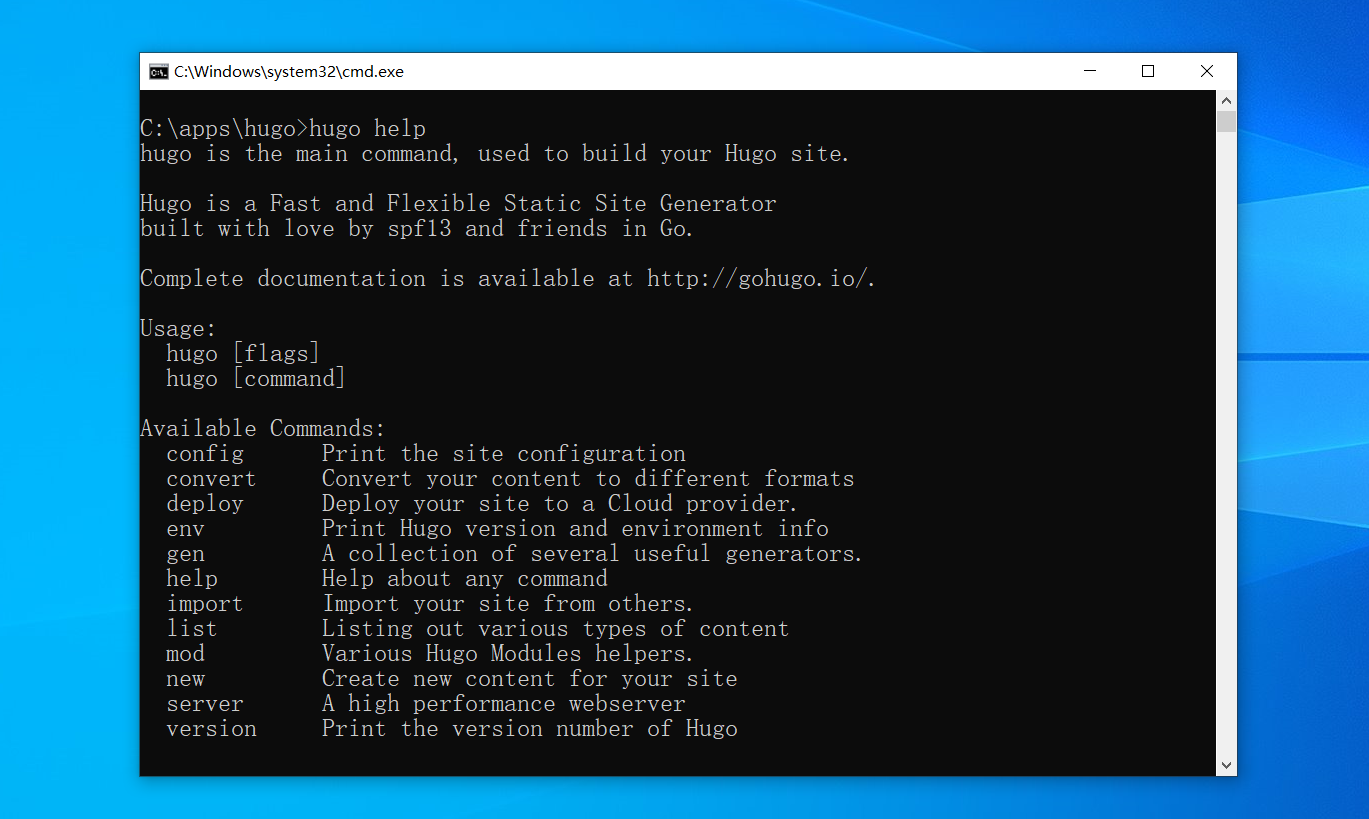 C:\Windows\system32\cmd.exe
C:\apps\hugo>hugo help
hugo is the main command, used to build your Hugo site.
Hugo is a Fast and Flexible Static Site Generator
built with love by spf13 and friends in Go.
Complete documentation is available at http://gohugo.io/.
Usage:
  hugo [flags]
  hugo [command]
Available Commands:
  config      Print the site configuration
  convert     Convert your content to different formats
  deploy      Deploy your site to a Cloud provider.
  env         Print Hugo version and environment info
  gen         A collection of several useful generators.
  help        Help about any command
  import      Import your site from others.
  list        Listing out various types of content
  mod         Various Hugo Modules helpers.
  new         Create new content for your site
  server      A high performance webserver
  version     Print the version number of Hugo